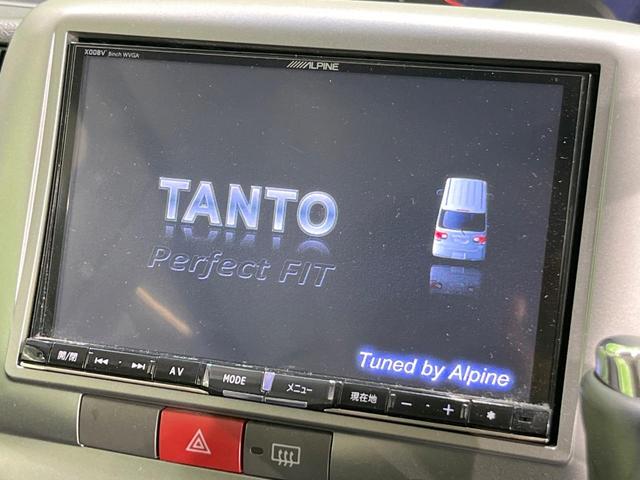 X008V 8inch WVGA
ALPINE
TANTO
Perfect FIT
Tuned by Alpine
開/閉
AV
MODE
メニュー
現在地